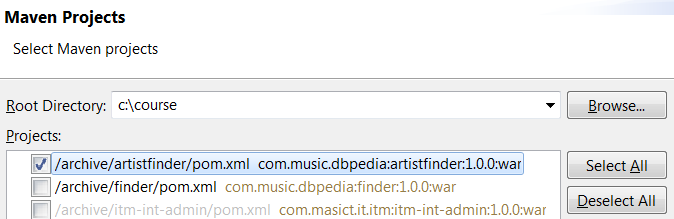 Maven Projects
Select Maven projects
Root Directory: c:\course Browse...
Projects:
/archive/artistfinder/pom.xml com.music.dbpedia:artistfinder:1.0.0:war Select All
/archive/finder/pom.xml com.music.dbpedia:finder:1.0.0:war
Deselect All
/archive/itm-int-admin/pom.xml com.masict.it.itm:itm-int-admin:1.0.0:war